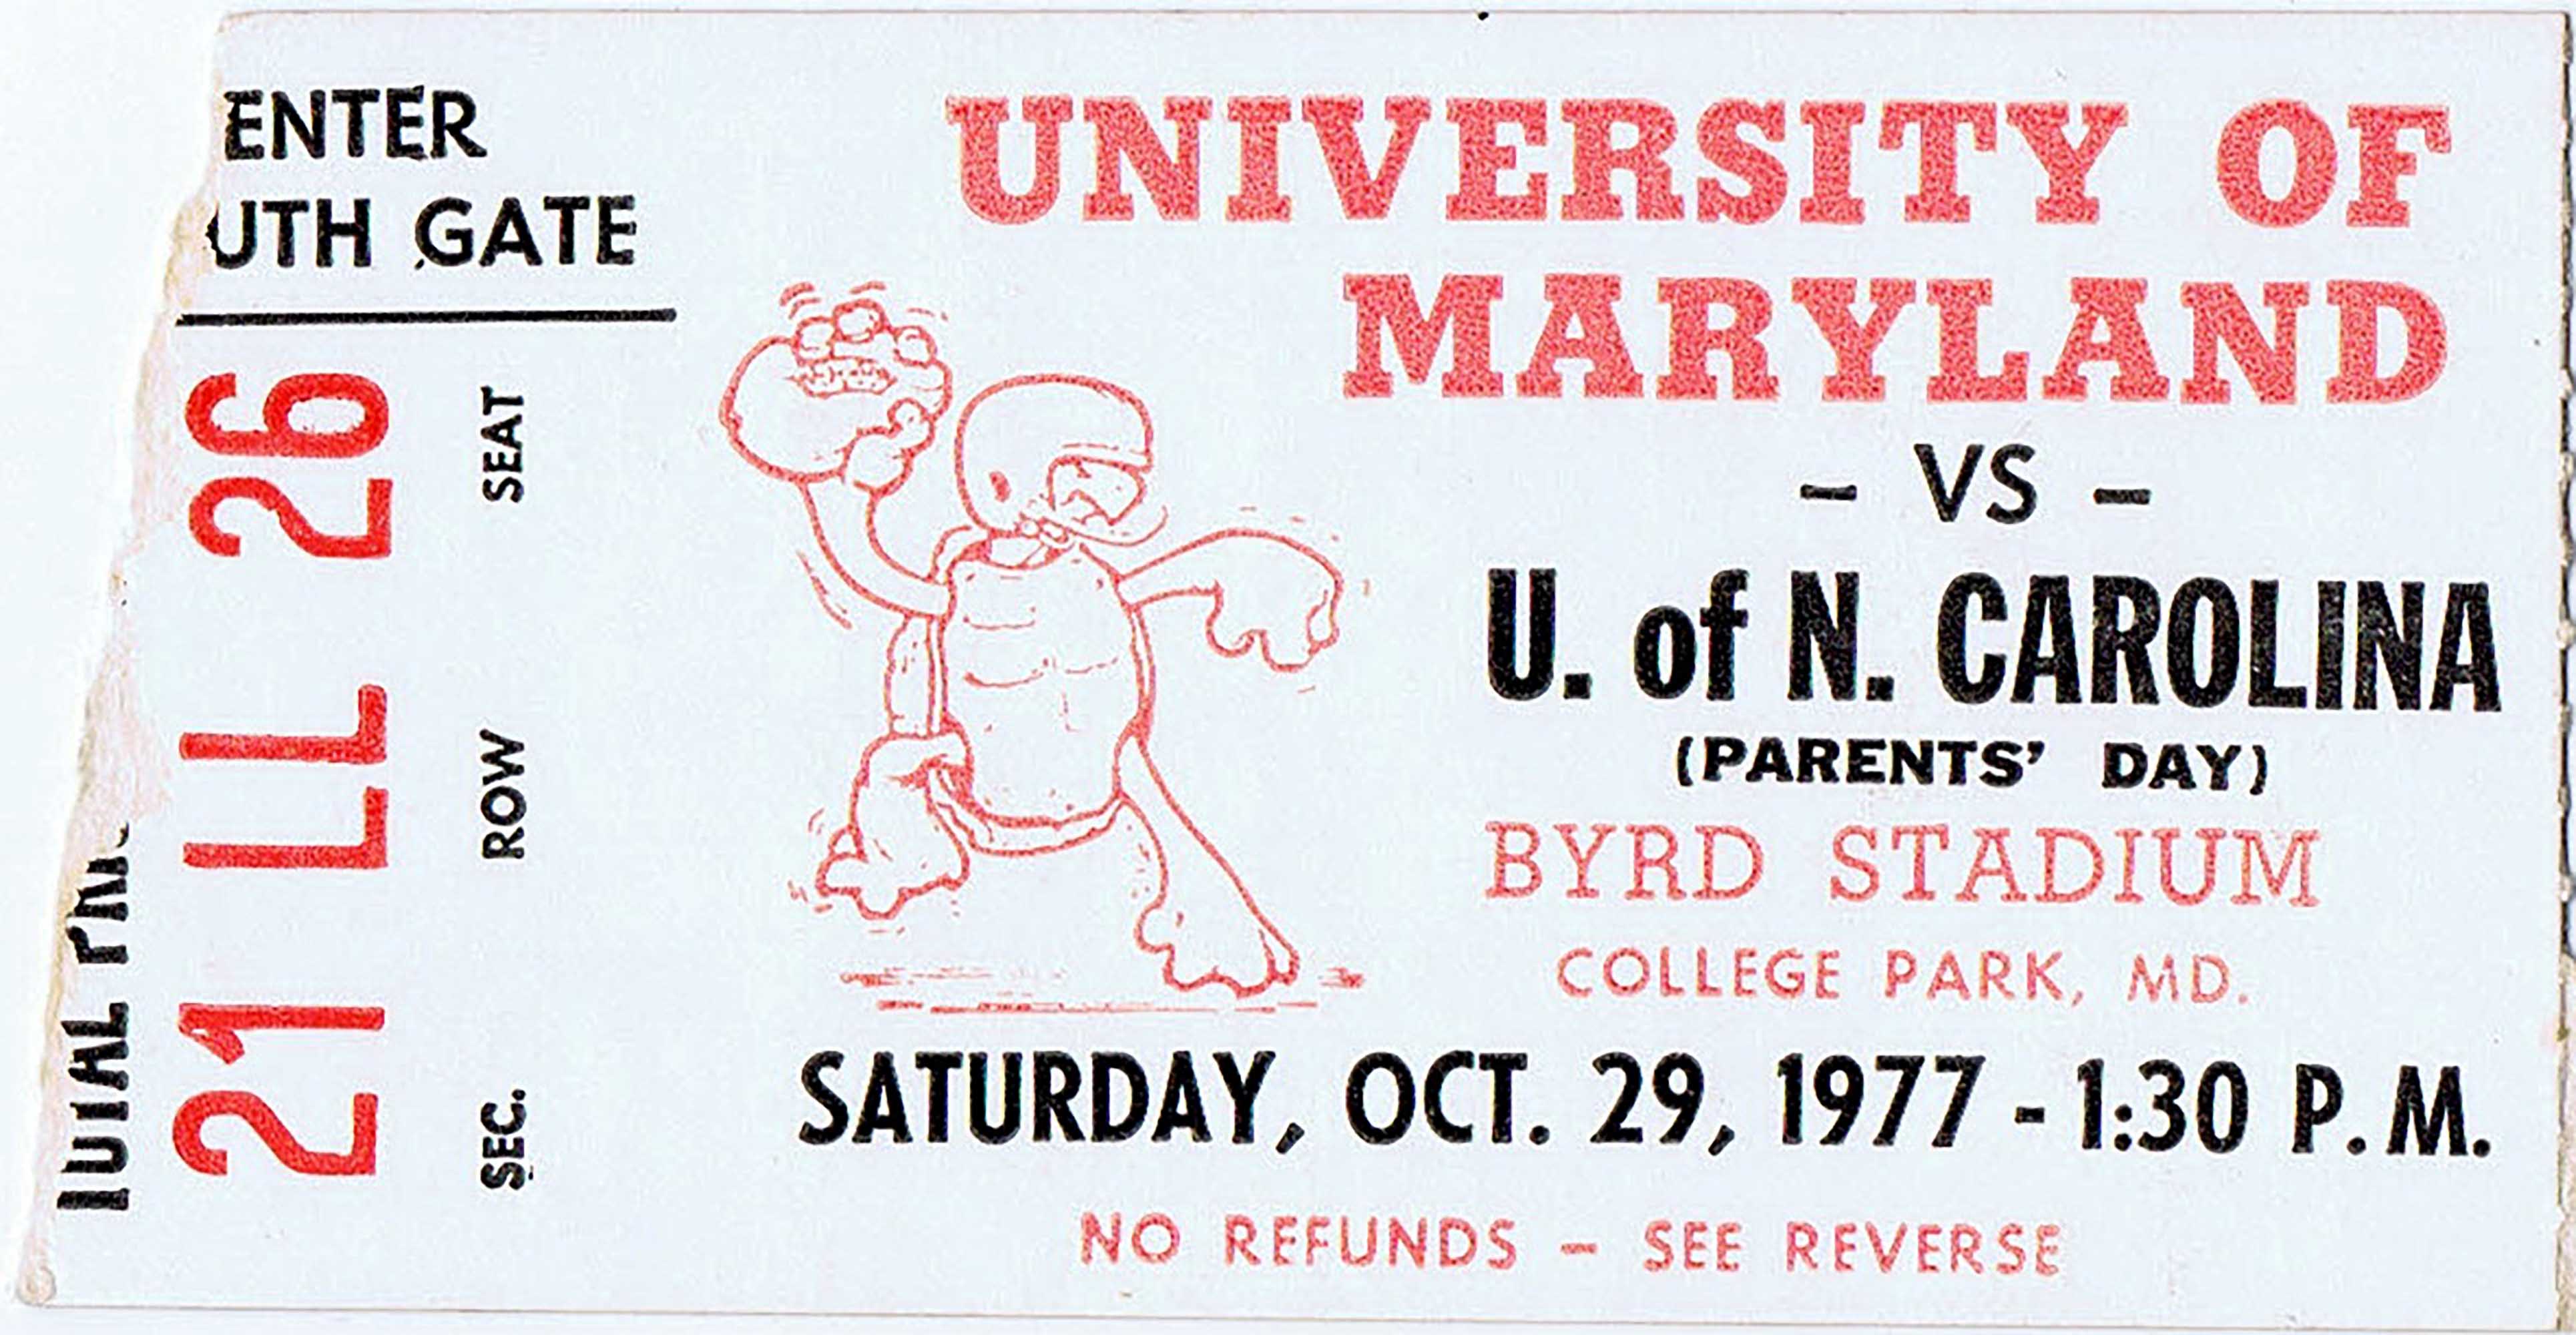 ENTER
UTH GATE
26 SEAT
LL ROW
21 SEC.
UNIVERSITY OF
MARYLAND
- VS -
U. of N. CAROLINA
(PARENTS' DAY)
BYRD STADIUM
COLLEGE PARK, MD.
SATURDAY, OCT. 29, 1977 - 1:30 P.M.
NO REFUNDS - SEE REVERSE